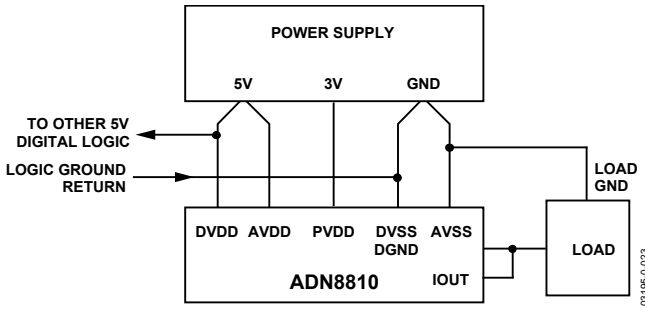 POWER SUPPLY
5V 3V GND
TO OTHER 5V
DIGITAL LOGIC
LOGIC GROUND
RETURN
LOAD
GND
DVDD AVDD PVDD DVSS AVSS
DGND
ADN8810
IOUT
LOAD
03195-0-023